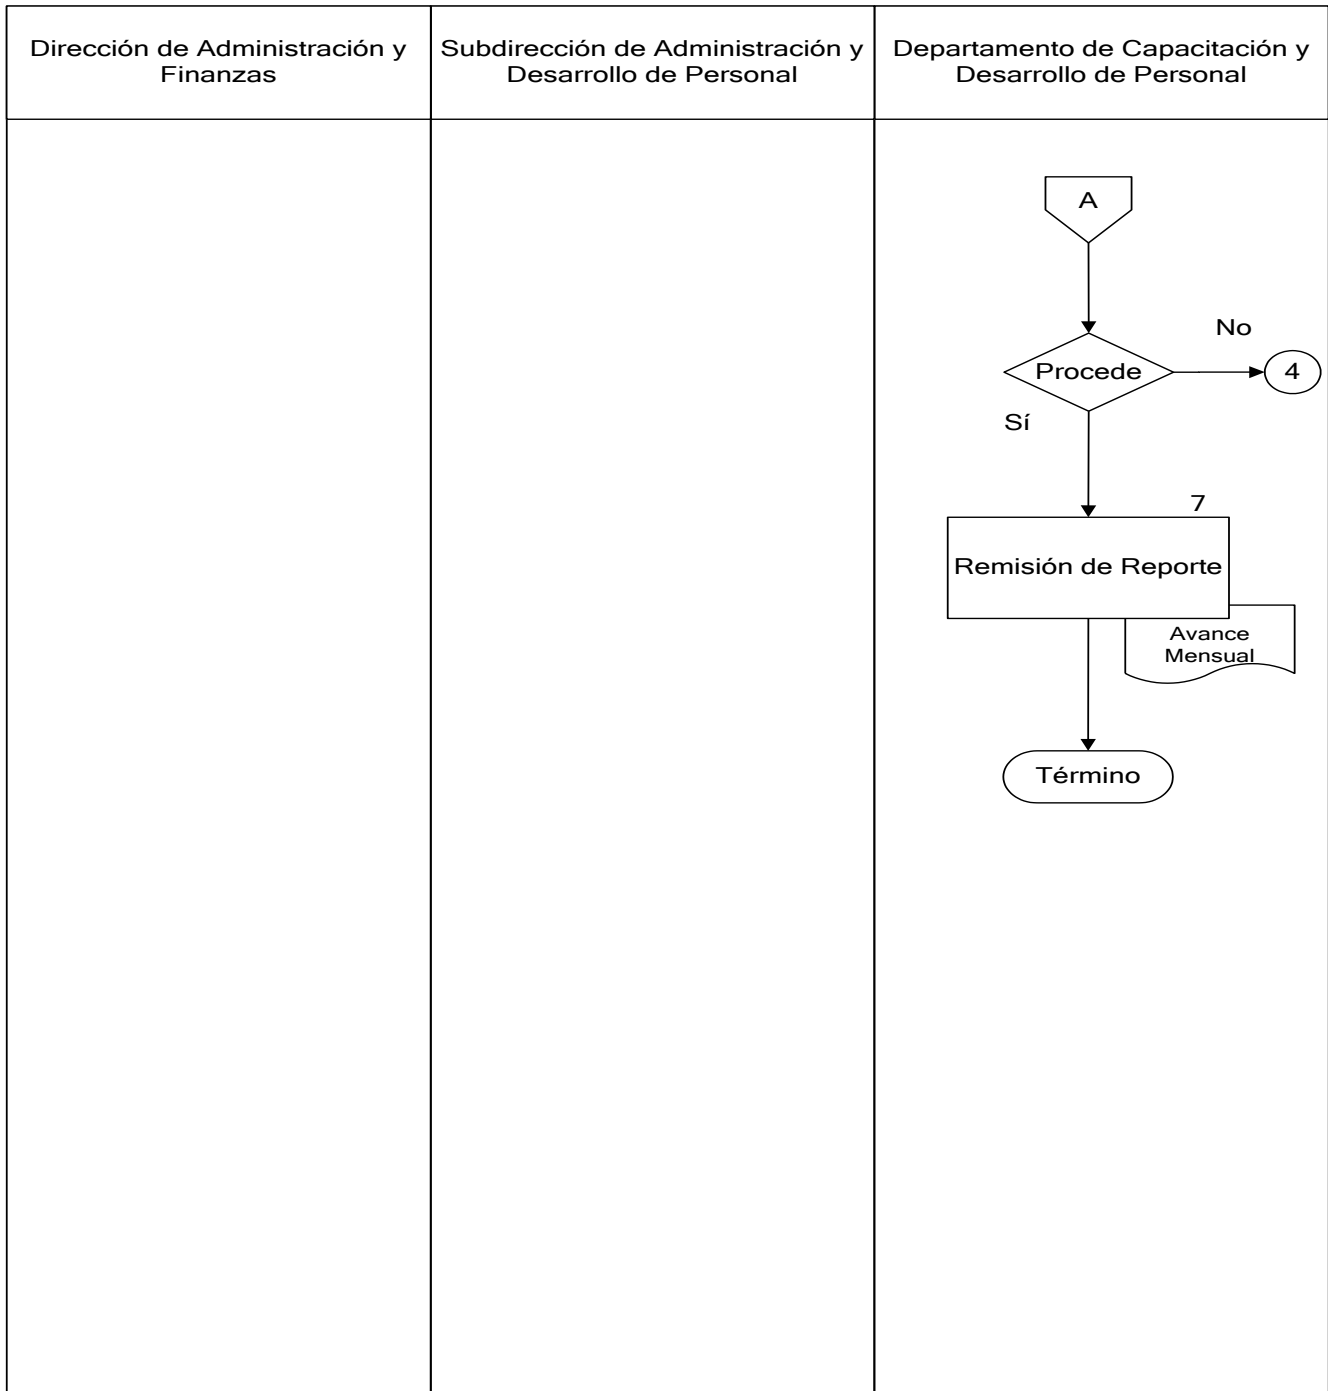 Dirección de Administración y
Finanzas
Subdirección de Administración y
Desarrollo de Personal
Departamento de Capacitación y
Desarrollo de Personal
A
No
Procede
4
Sí
7
Remisión de Reporte
Avance
Mensual
Término